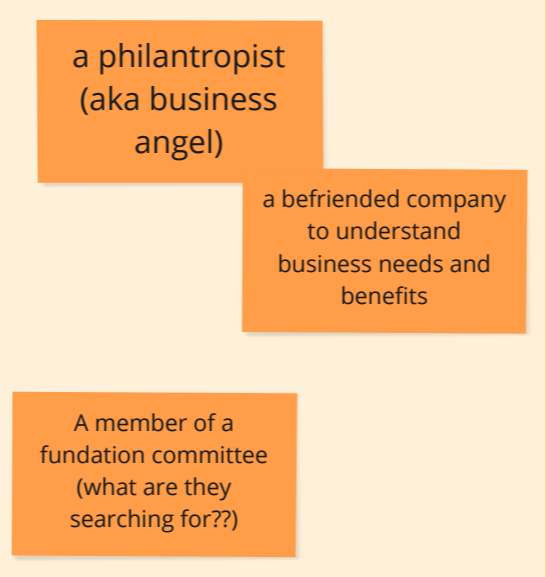 a philantropist
(aka business
angel)
a befriended company
to understand
business needs and
benefits
A member of a
fundation committee
(what are they
searching for??)